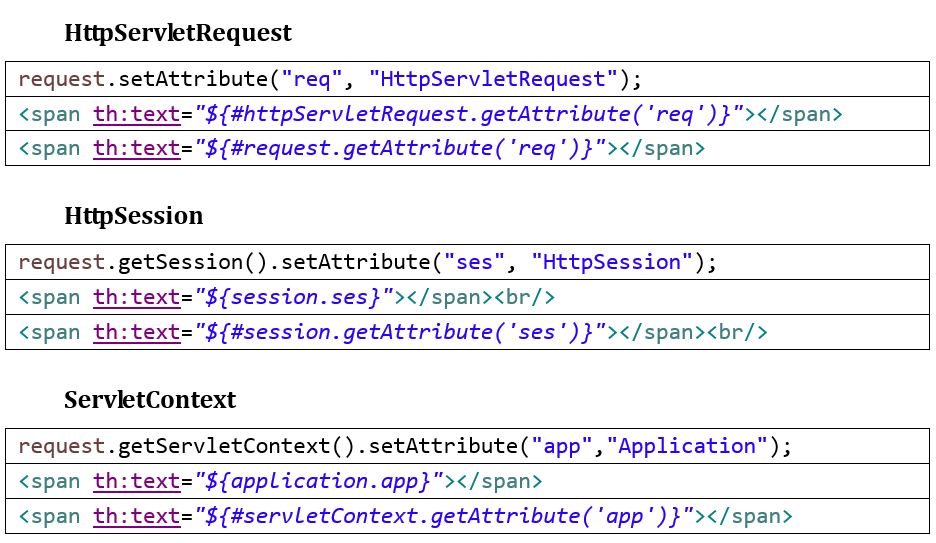 HttpServletRequest
request.setAttribute("req", "HttpServletRequest");
<span th:text="${#httpServletRequest.getAttribute('req')}"></span>
<span th:text="${#request.getAttribute('req')}"></span>
HttpSession
request.getSession().setAttribute("ses", "HttpSession");
<span th:text="${session.ses}"></span><br/>
<span th:text="${#session.getAttribute('ses')}"></span><br/>
ServletContext
request.getServletContext().setAttribute("app","Application");
<span th:text="${application.app}"></span>
<span th:text="${#servletContext.getAttribute('app')}"></span>